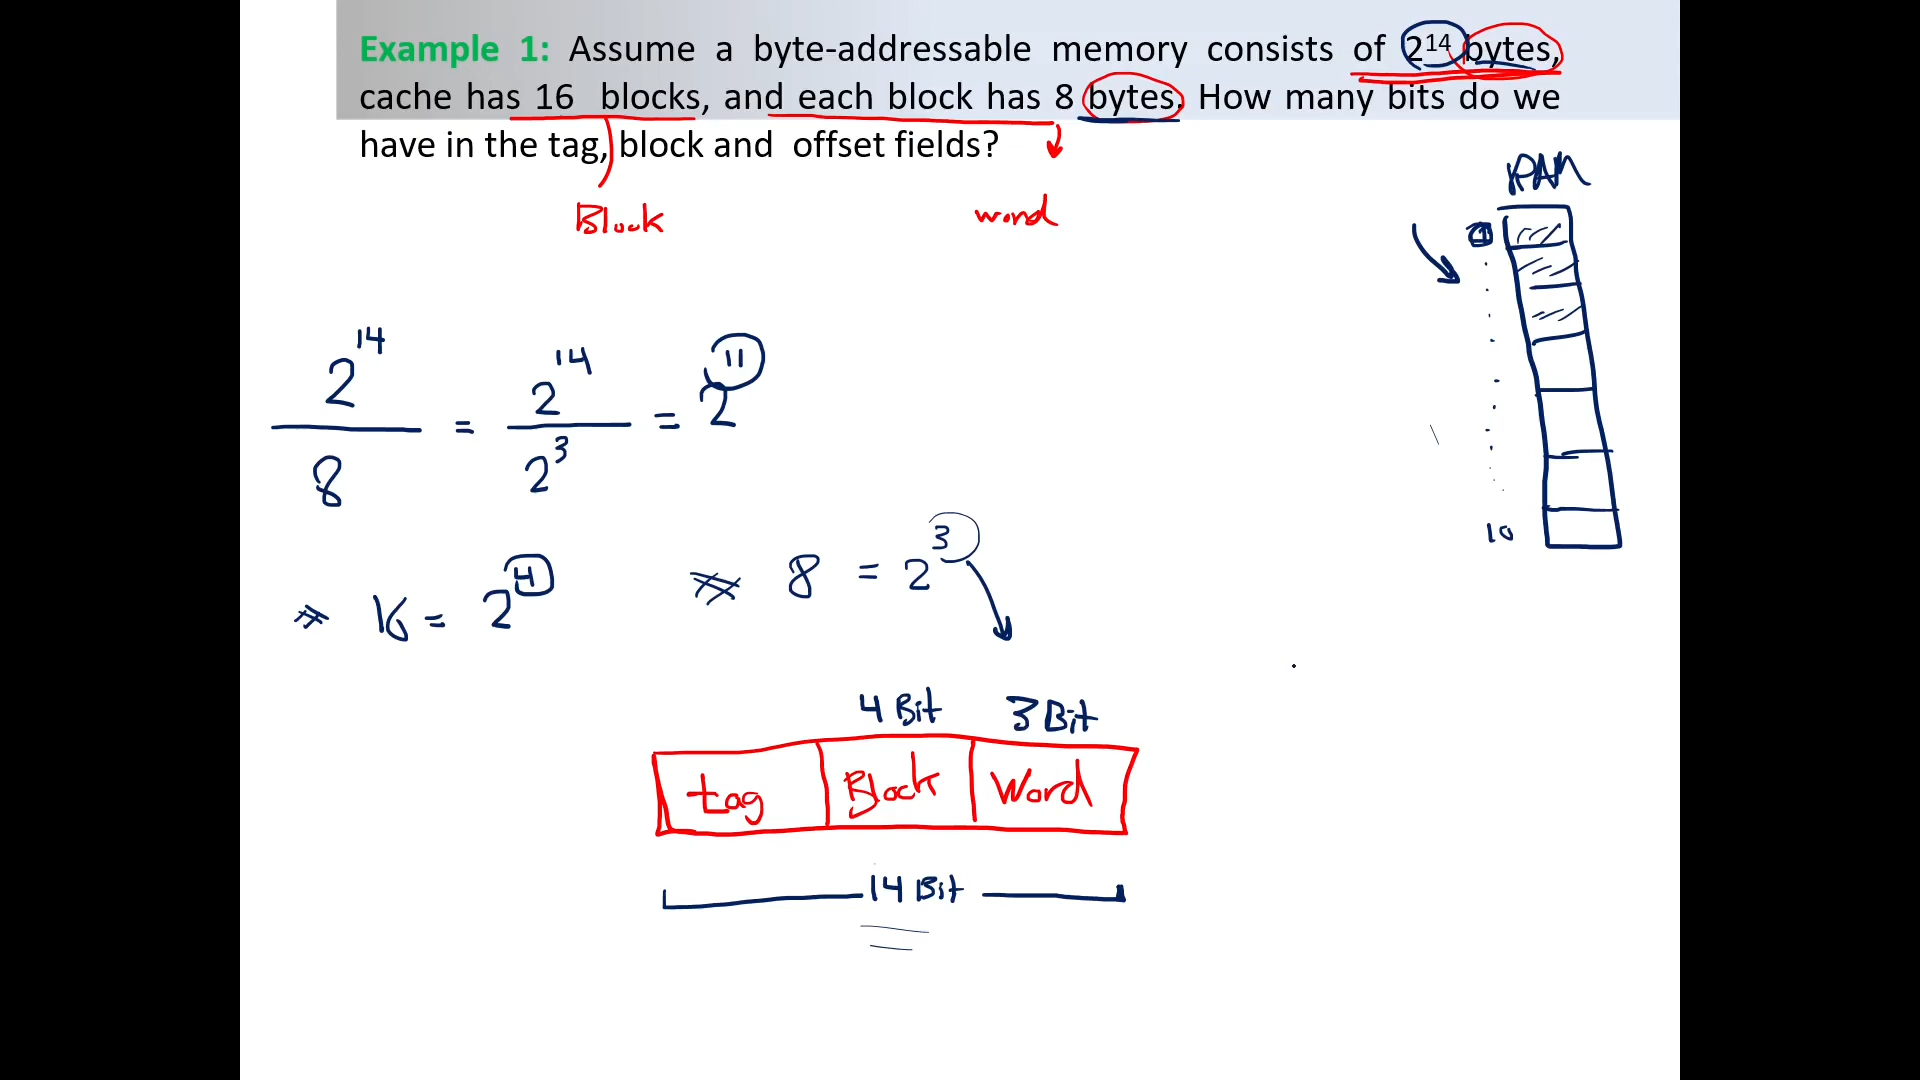 Example 1: Assume a byte-addressable memory consists of 2¹⁴ bytes,
cache has 16 blocks, and each block has 8 bytes. How many bits do we
have in the tag, block and offset fields?
RAM
Block word
2¹⁴ / 8 = 2¹⁴ / 2³ = 2¹¹
10
16 = 2⁴
8 = 2³
4 Bit 3 Bit
tag Block Word
14 Bit